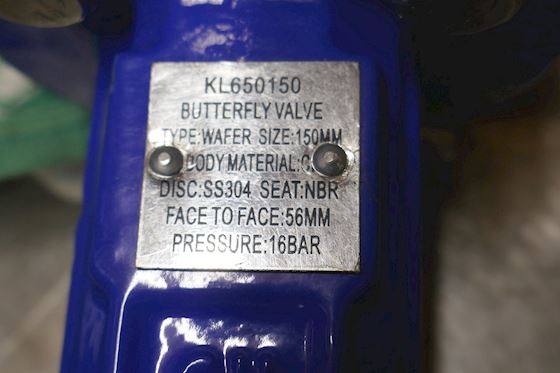 KL650150
BUTTERFLY VALVE
TYPE:WAFER SIZE:150MM
BODY MATERIAL:
DISC:SS304 SEAT:NBR
FACE TO FACE:56MM
PRESSURE:16BAR